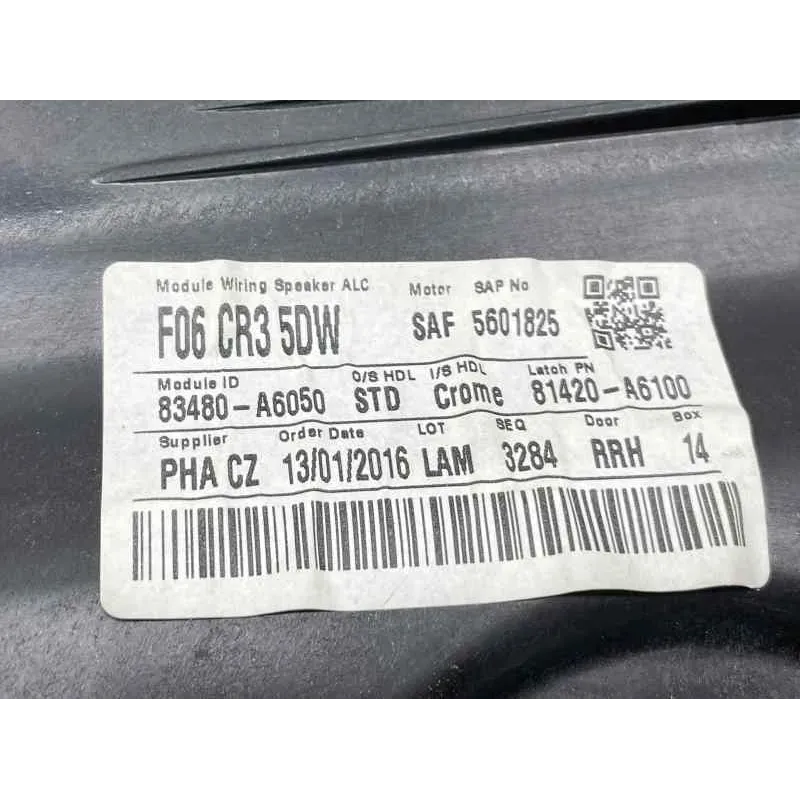 Module Wiring Speaker ALC Motor SAP No
F06 CR3 5DW SAF 5601825
Module ID O/S HDL I/S HDL Latch PN
83480-A6050 STD Crome 81420-A6100
Supplier Order Date LOT SEQ Door Box
PHA CZ 13/01/2016 LAM 3284 RRH 14